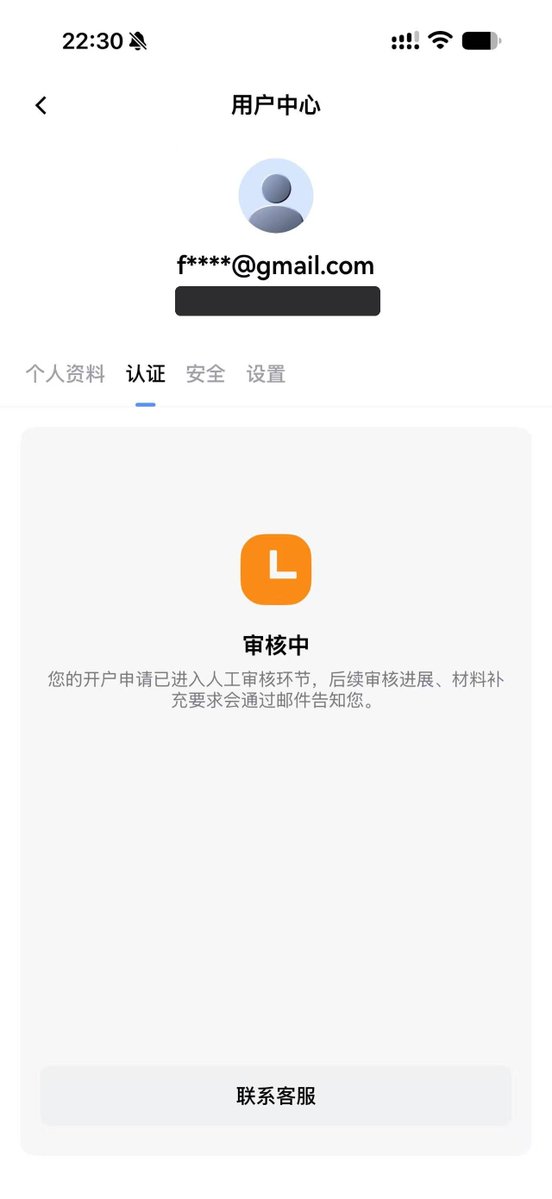 22:30
用户中心
f****@gmail.com
个人资料 认证 安全 设置
审核中
您的开户申请已进入人工审核环节，后续审核进展、材料补
充要求会通过邮件告知您。
联系客服